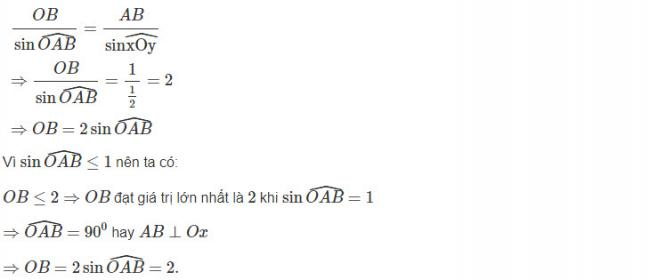 $\frac{OB}{\sin \widehat{OAB}} = \frac{AB}{\sin \widehat{xOy}}$
$\Rightarrow \frac{OB}{\sin \widehat{OAB}} = \frac{1}{\frac{1}{2}} = 2$
$\Rightarrow OB = 2 \sin \widehat{OAB}$
Vì $\sin \widehat{OAB} \leq 1$ nên ta có:
$OB \leq 2 \Rightarrow OB$ đạt giá trị lớn nhất là $2$ khi $\sin \widehat{OAB} = 1$
$\Rightarrow \widehat{OAB} = 90^0$ hay $AB \perp Ox$
$\Rightarrow OB = 2 \sin \widehat{OAB} = 2.$